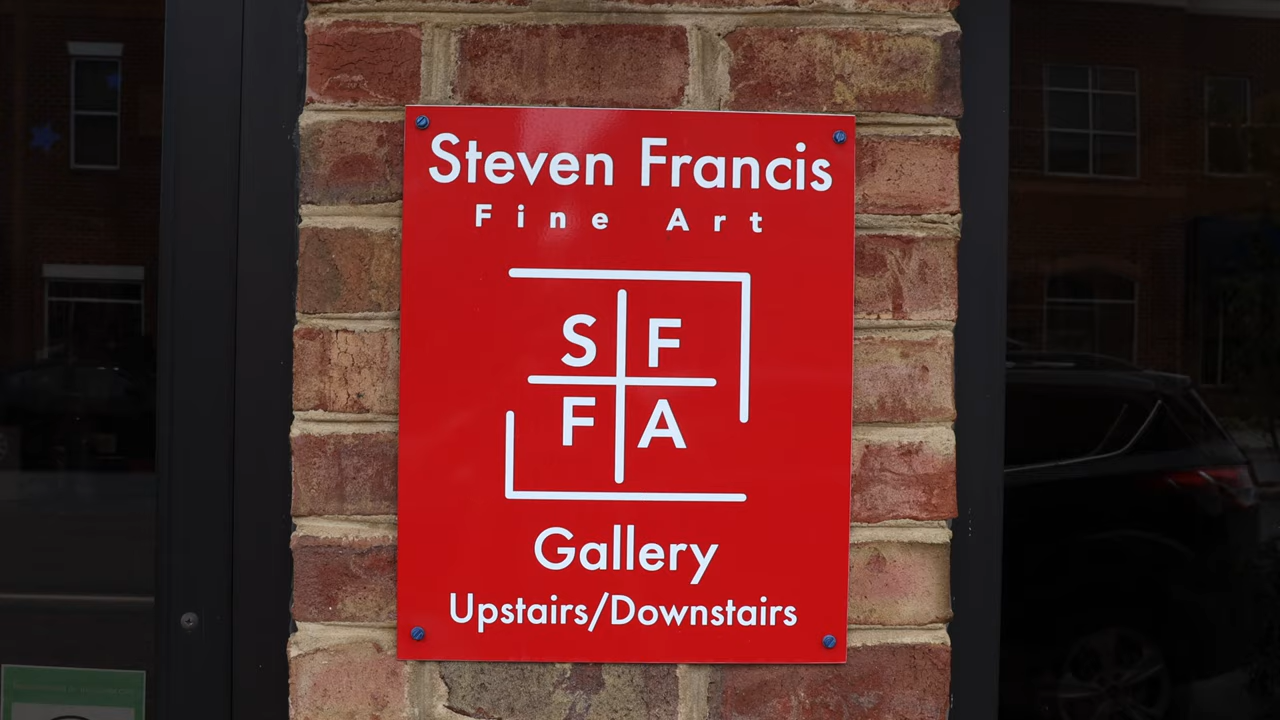 Steven Francis
Fine Art
S F
F A
Gallery
Upstairs/Downstairs